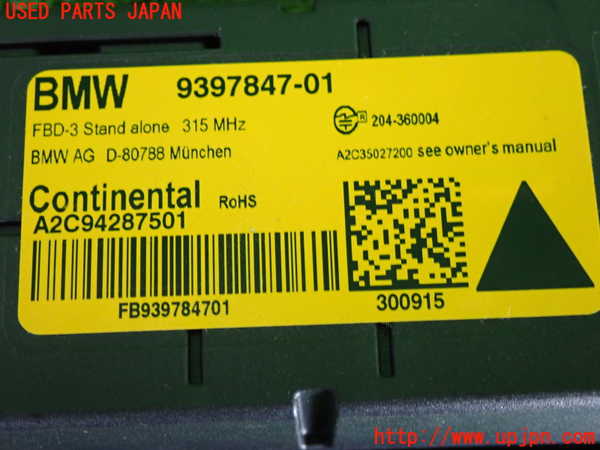 USED PARTS JAPAN
BMW 9397847-01
FBD-3 Stand alone 315 MHz
R 204-360004
BMW AG D-80788 München
A2C35027200 see owner's manual
Continental RoHS
A2C94287501
FB939784701
300915
http://www.upjpn.com/